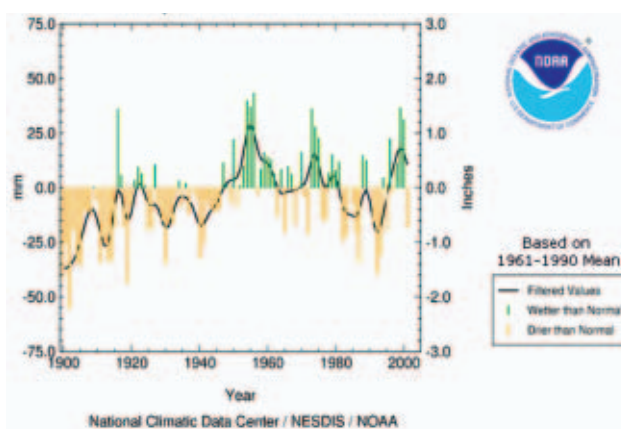 75.0
50.0
25.0
0.0
-25.0
-50.0
-75.0
mm
3.0
2.0
1.0
0.0
-1.0
-2.0
-3.0
Inches
1900 1920 1940 1960 1980 2000
Year
National Climatic Data Center / NESDIS / NOAA
NOAA
Based on
1961-1990 Mean
Filtered Values
Wetter than Normal
Drier than Normal